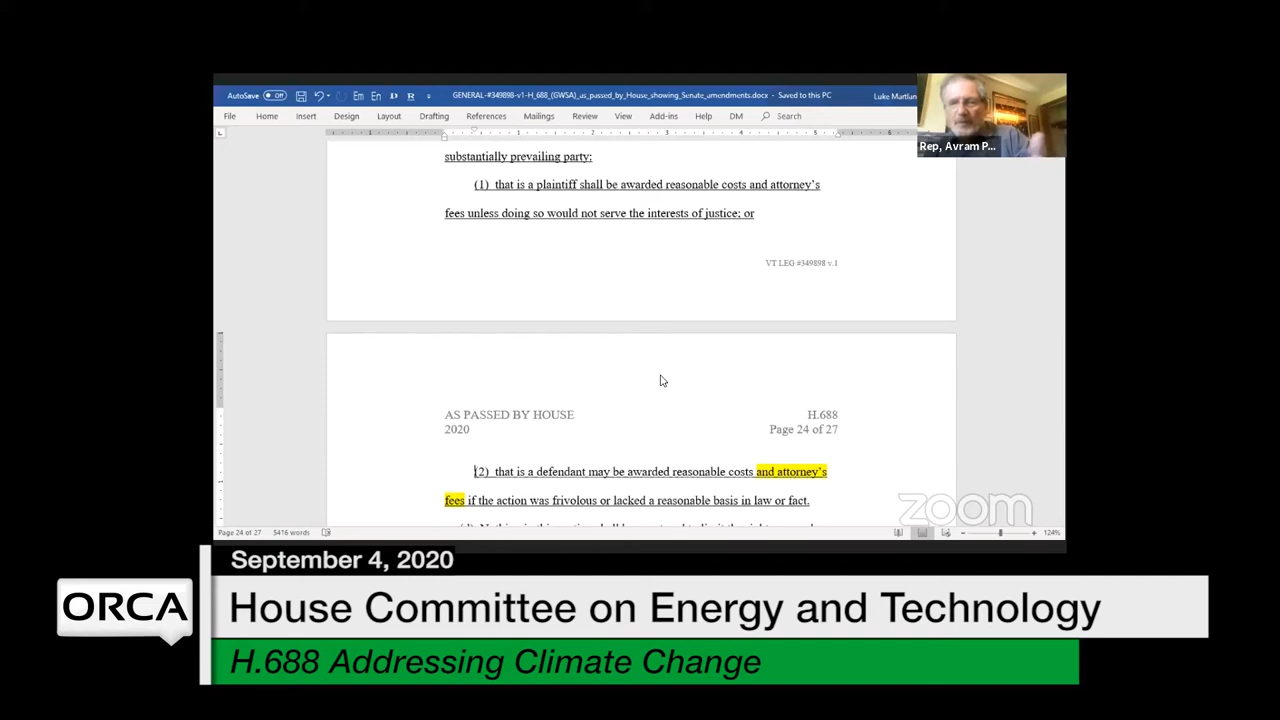 AutoSave Off
GENERAL-#349898-v1-H_688_(GWSA)_as_passed_by_House_showing_Senate_amendments.docx - Saved to this PC
Luke Martlan
File Home Insert Design Layout Drafting References Mailings Review View Add-ins Help DM Search
Rep, Avram P...
substantially prevailing party:
(1) that is a plaintiff shall be awarded reasonable costs and attorney's
fees unless doing so would not serve the interests of justice; or
VT LEG #349898 v.1
AS PASSED BY HOUSE H.688
2020 Page 24 of 27
(2) that is a defendant may be awarded reasonable costs and attorney's
fees if the action was frivolous or lacked a reasonable basis in law or fact.
zoom
Page 24 of 27 5416 words 124%
September 4, 2020
ORCA
House Committee on Energy and Technology
H.688 Addressing Climate Change